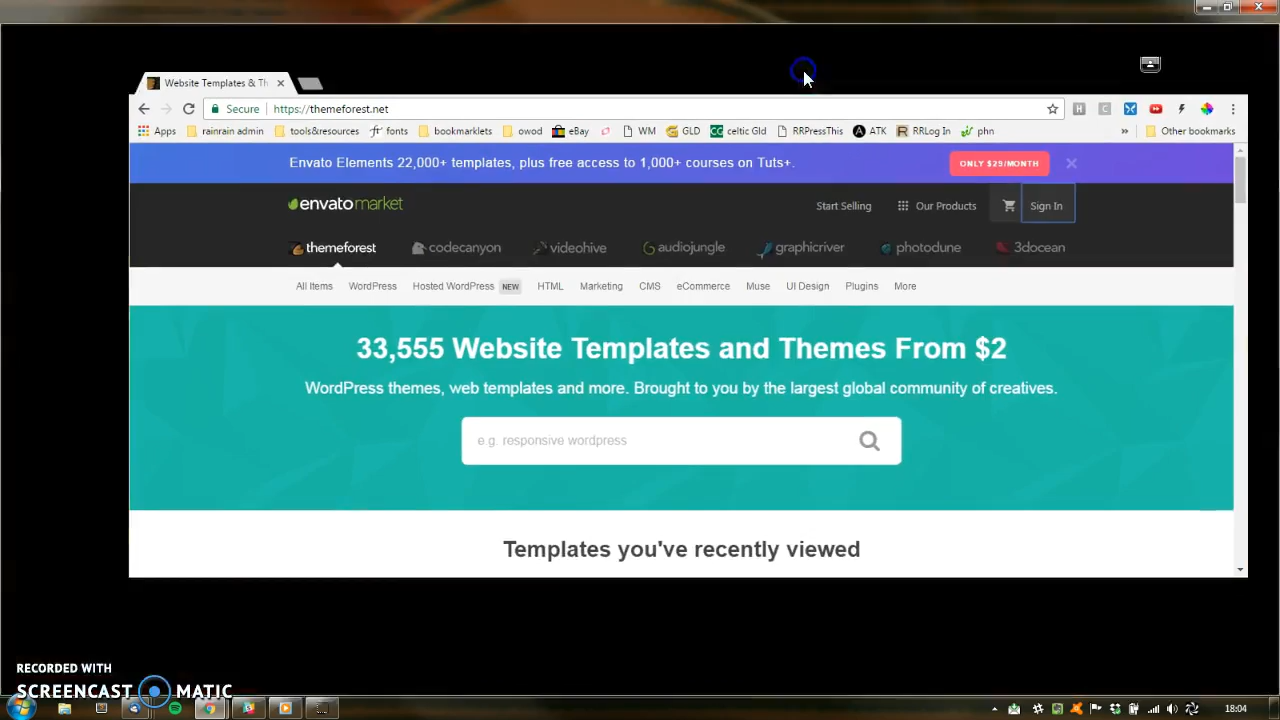 Website Templates & Th
Secure
https://themeforest.net
Apps
rainrain admin
tools&resources
fonts
bookmarklets
owod
eBay
WM
GLD
celtic Gld
RRPressThis
ATK
RRLog In
phn
»
Other bookmarks
Envato Elements 22,000+ templates, plus free access to 1,000+ courses on Tuts+.
ONLY $29/MONTH
envatomarket
Start Selling
Our Products
Sign In
themeforest
codecanyon
videohive
audiojungle
graphicriver
photodune
3docean
All Items
WordPress
Hosted WordPress NEW
HTML
Marketing
CMS
eCommerce
Muse
UI Design
Plugins
More
33,555 Website Templates and Themes From $2
WordPress themes, web templates and more. Brought to you by the largest global community of creatives.
e.g. responsive wordpress
Templates you've recently viewed
RECORDED WITH
SCREENCAST MATIC
18:04